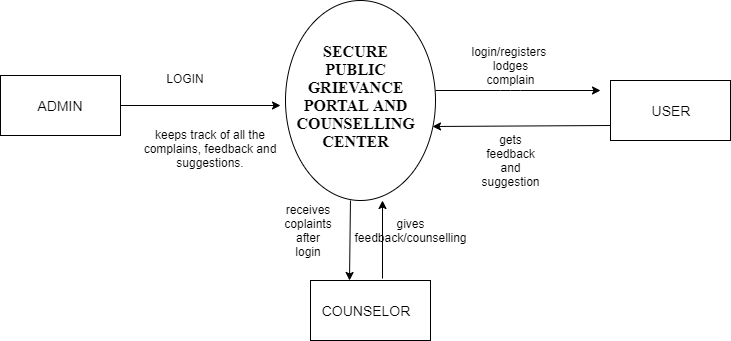 ADMIN
LOGIN
keeps track of all the
complains, feedback and
suggestions.
SECURE
PUBLIC
GRIEVANCE
PORTAL AND
COUNSELLING
CENTER
login/registers
lodges
complain
USER
gets
feedback
and
suggestion
receives
coplaints
after
login
gives
feedback/counselling
COUNSELOR